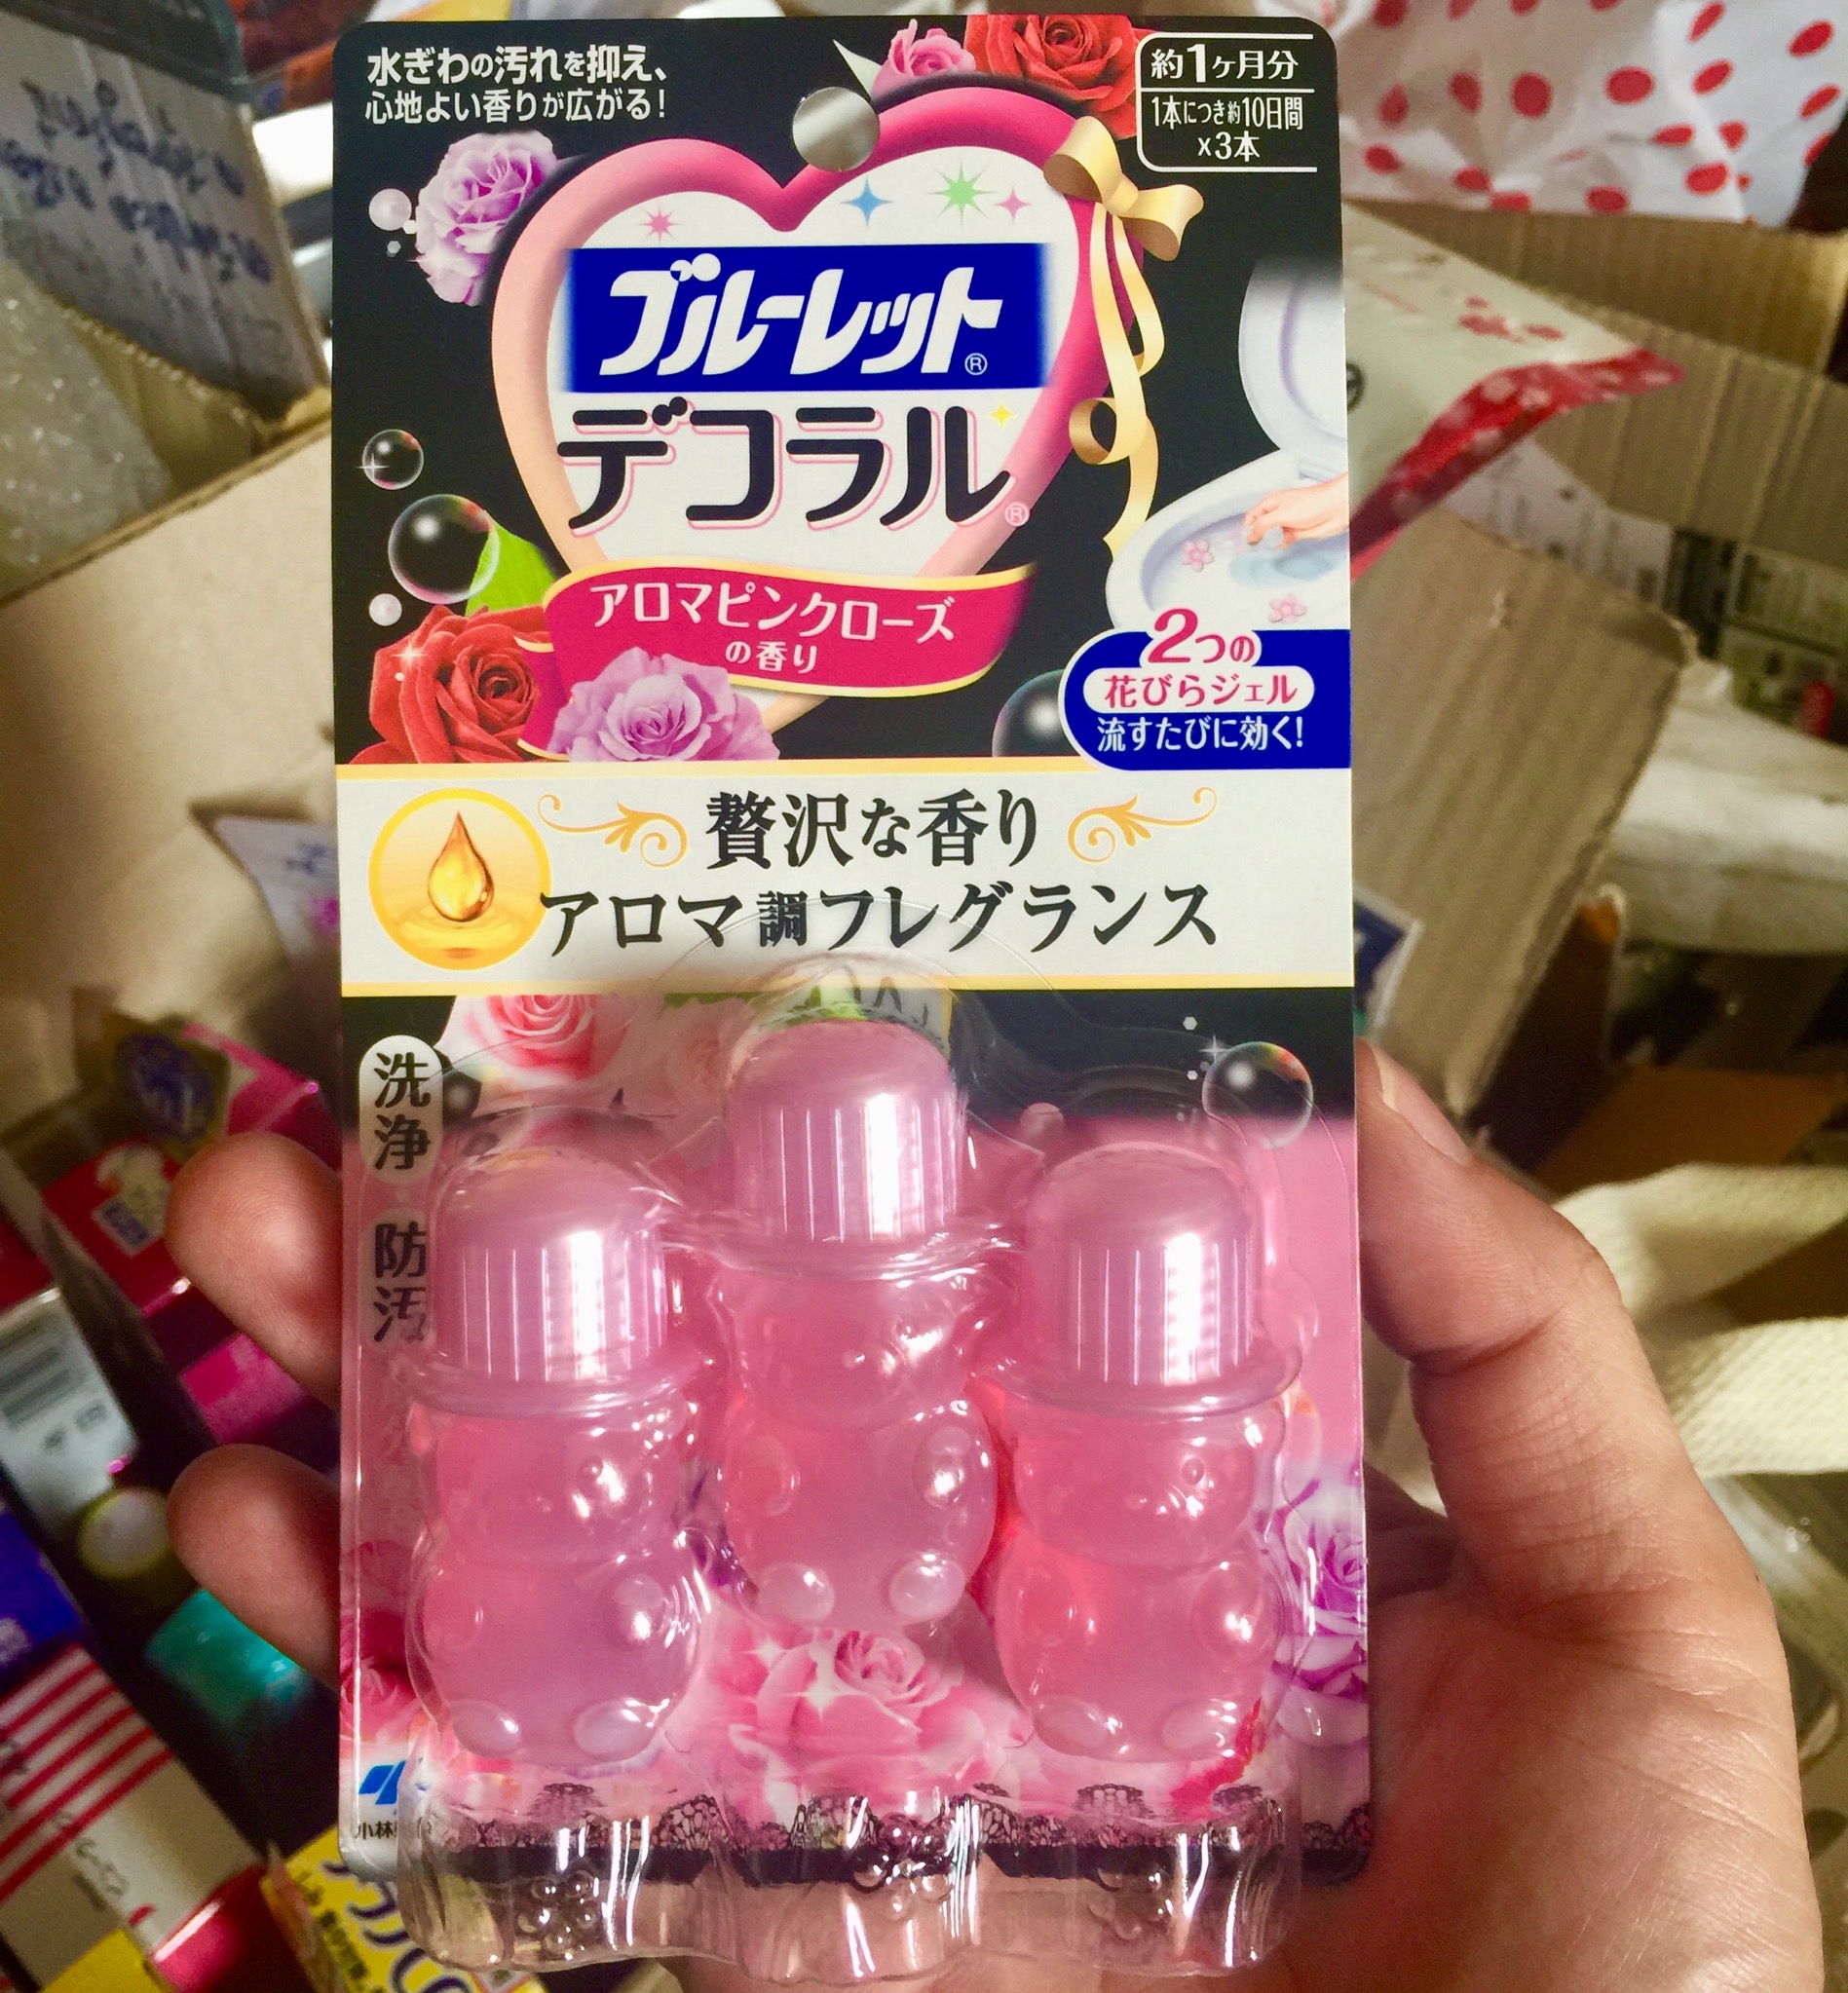 水ぎわの汚れを抑え、
心地よい香りが広がる!
約1ヶ月分
1本につき約10日間
x3本
ブルーレット®
デコラル®
アロマピンクローズ
の香り
2つの
花びらジェル
流すたびに効く!
贅沢な香り
アロマ調フレグランス
洗浄・防汚
小林